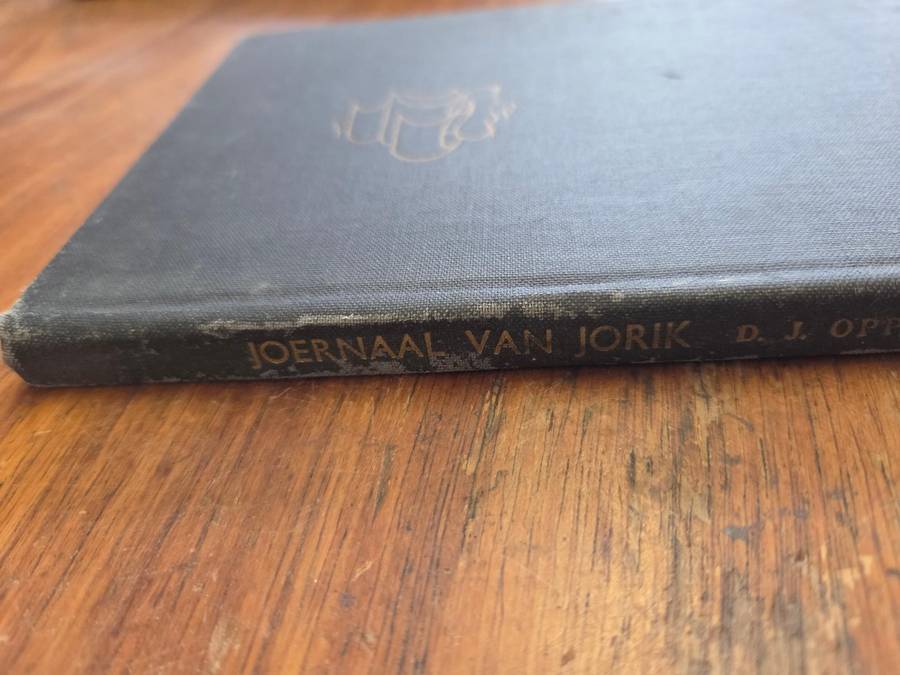 JOERNAAL VAN JORIK D. J. OPP